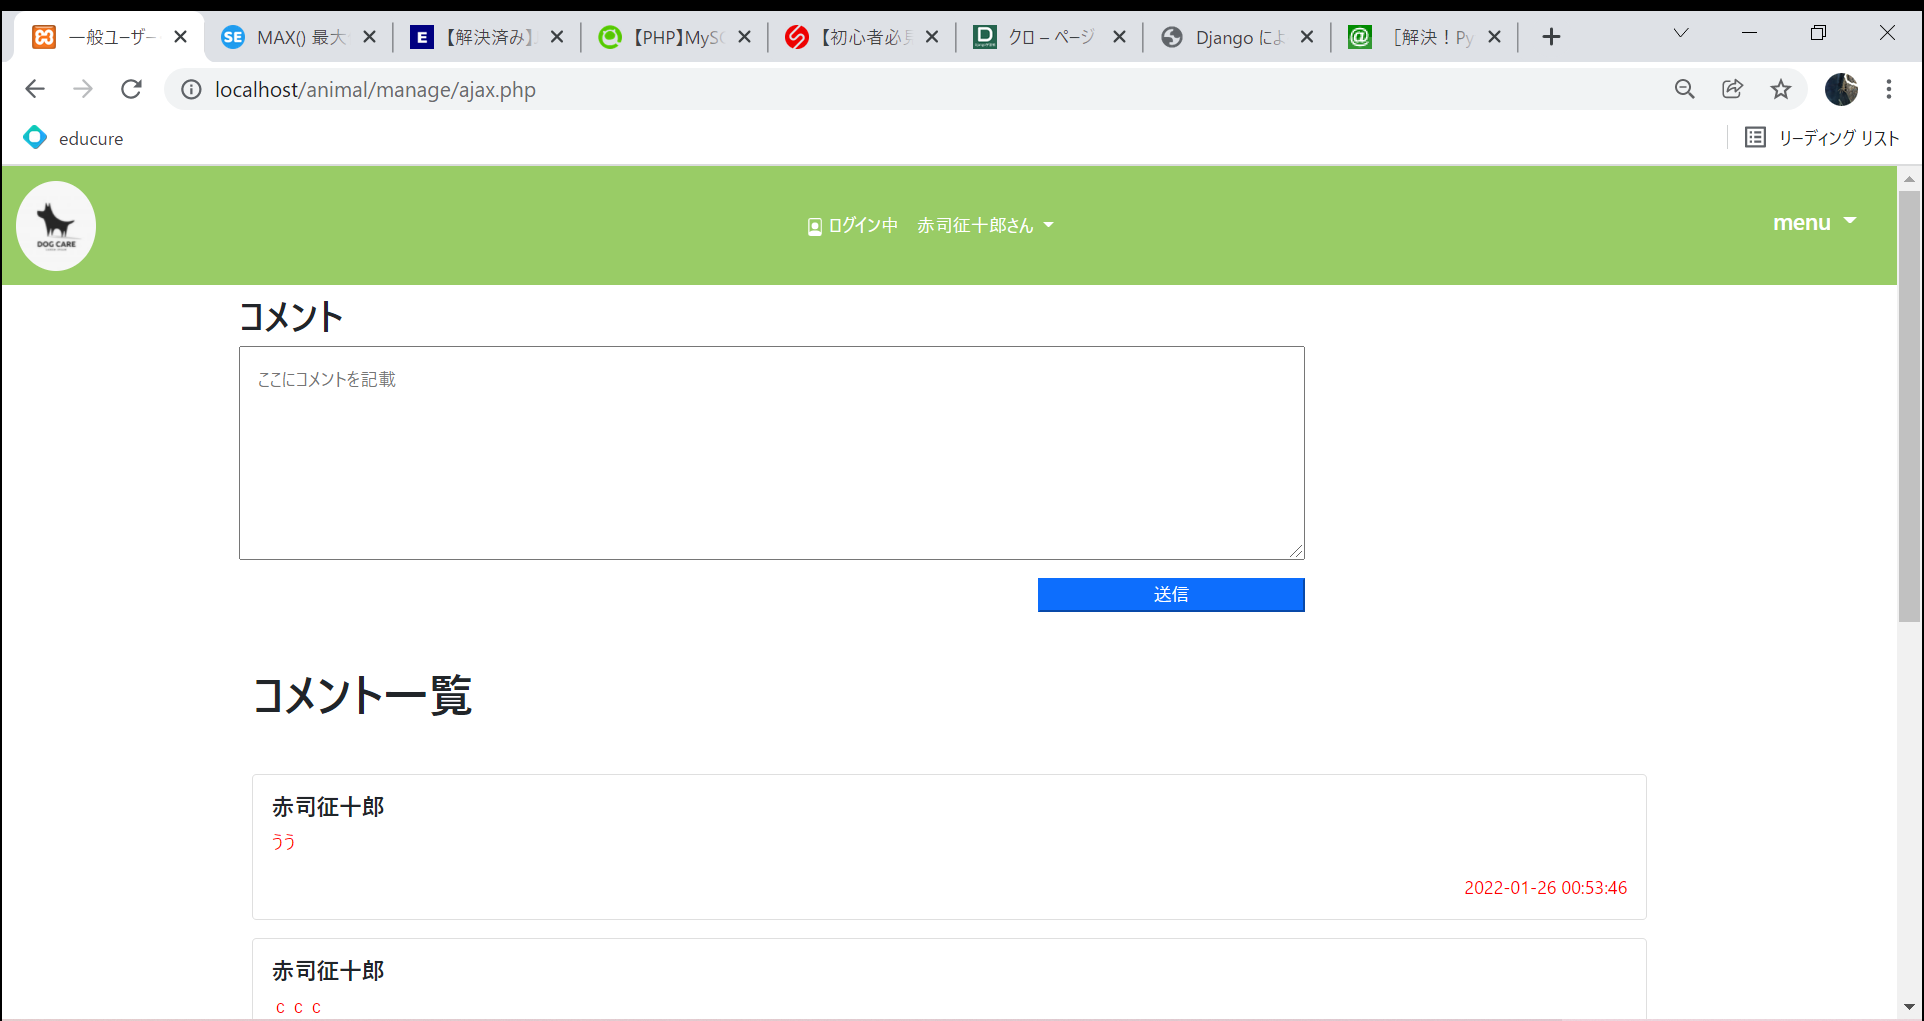 一般ユーザー
SE MAX() 最大
E 【解決済み】
【PHP】MyS
【初心者必見
D クロ – ページ
Django によ
@ ［解決！Py
localhost/animal/manage/ajax.php
educure
リーディング リスト
DOG CARE
ログイン中 赤司征十郎さん
menu
コメント
ここにコメントを記載
送信
コメント一覧
赤司征十郎
うう
2022-01-26 00:53:46
赤司征十郎
ｃｃｃ